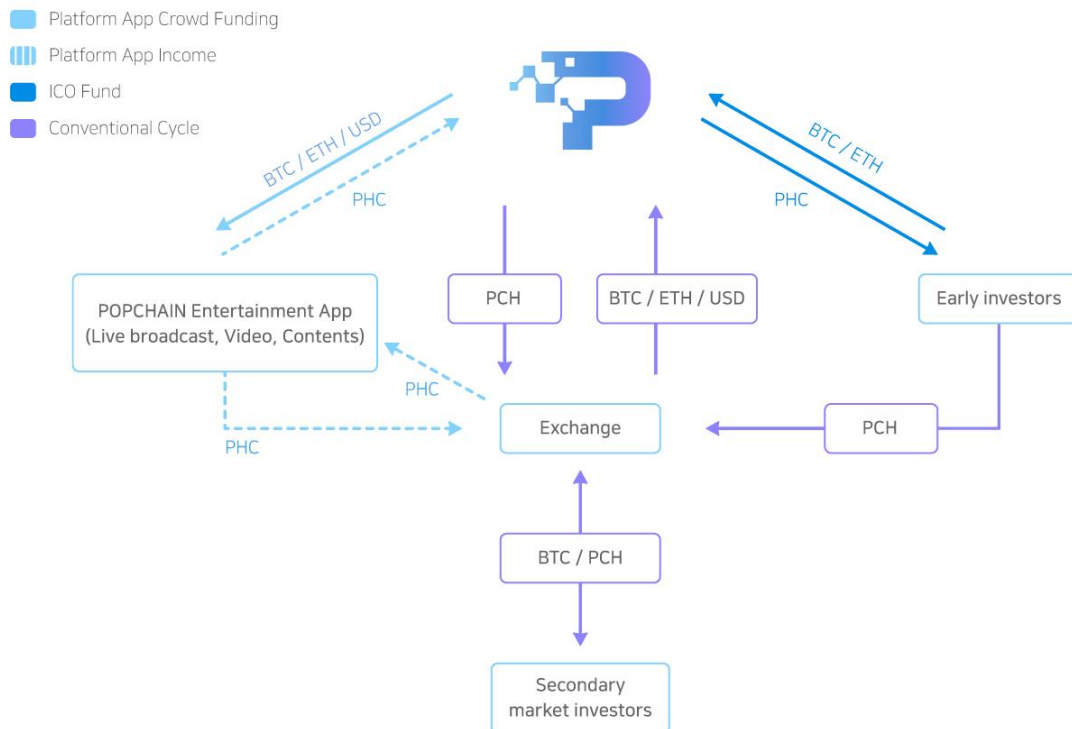 Platform App Crowd Funding
Platform App Income
ICO Fund
Conventional Cycle
BTC / ETH / USD
PHC
BTC / ETH
PHC
POPCHAIN Entertainment App
(Live broadcast, Video, Contents)
PCH
BTC / ETH / USD
Early investors
PHC
PHC
Exchange
PCH
BTC / PCH
Secondary
market investors